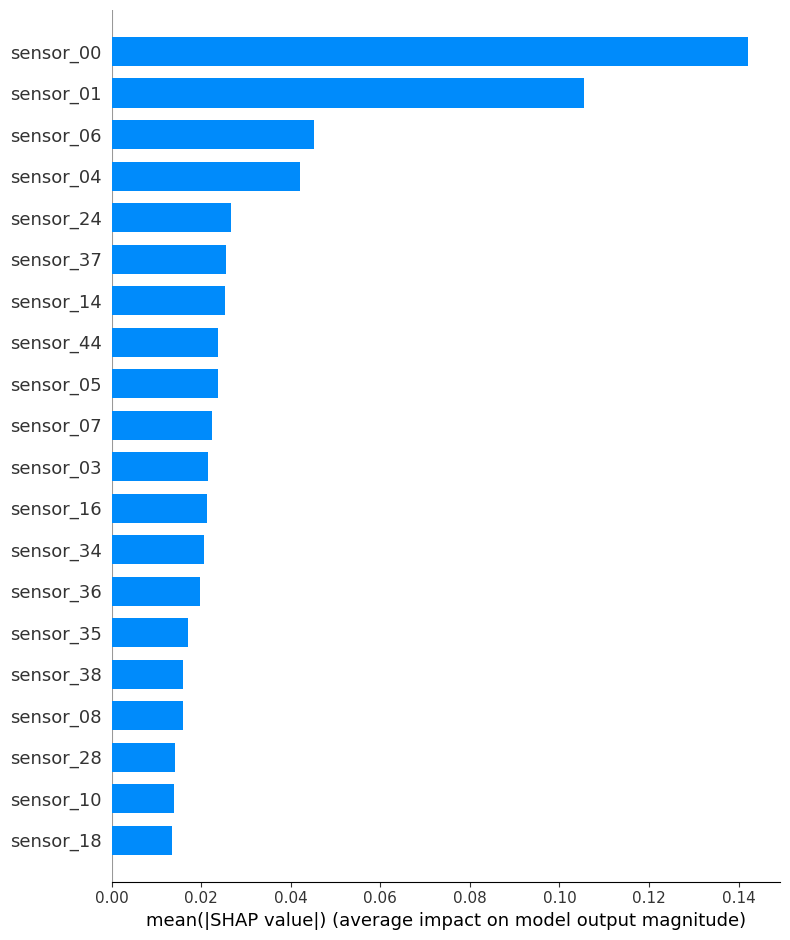 sensor_00
sensor_01
sensor_06
sensor_04
sensor_24
sensor_37
sensor_14
sensor_44
sensor_05
sensor_07
sensor_03
sensor_16
sensor_34
sensor_36
sensor_35
sensor_38
sensor_08
sensor_28
sensor_10
sensor_18
0.00 0.02 0.04 0.06 0.08 0.10 0.12 0.14
mean(|SHAP value|) (average impact on model output magnitude)